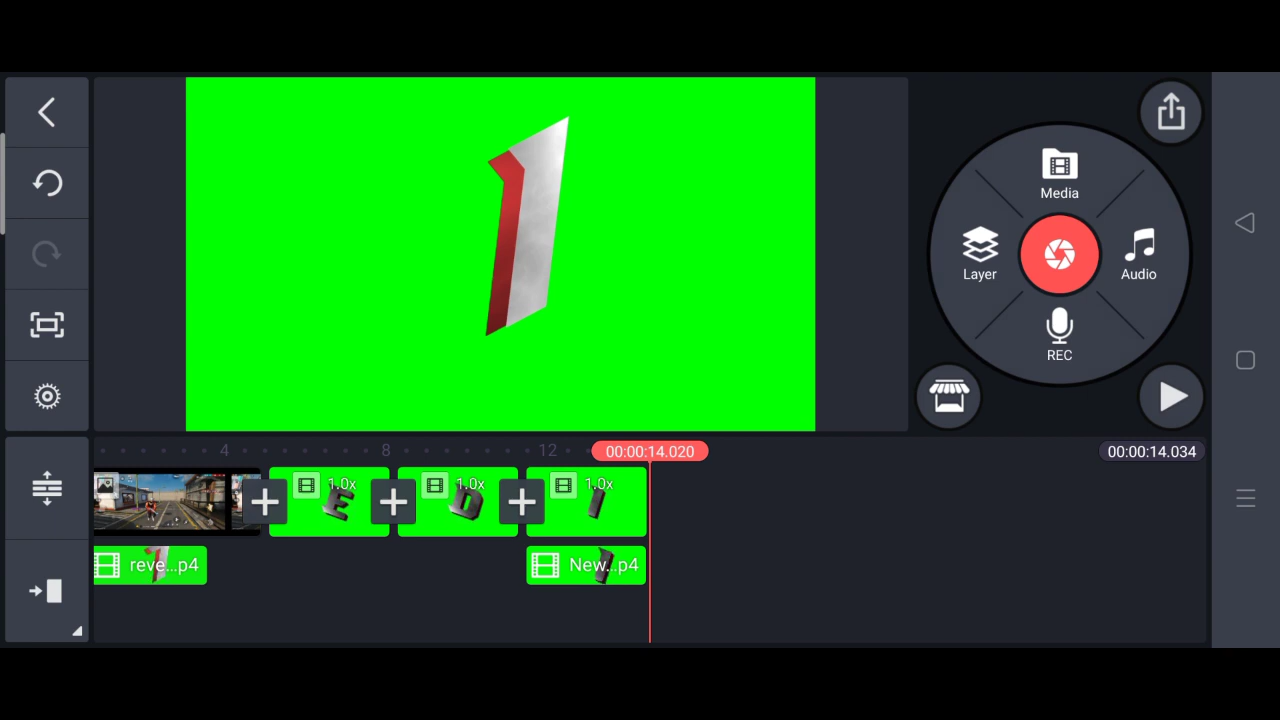 Media
Layer
Audio
REC
4
8
12
00:00:14.020
00:00:14.034
1.0x
1.0x
1.0x
E
D
I
reve...p4
New...p4